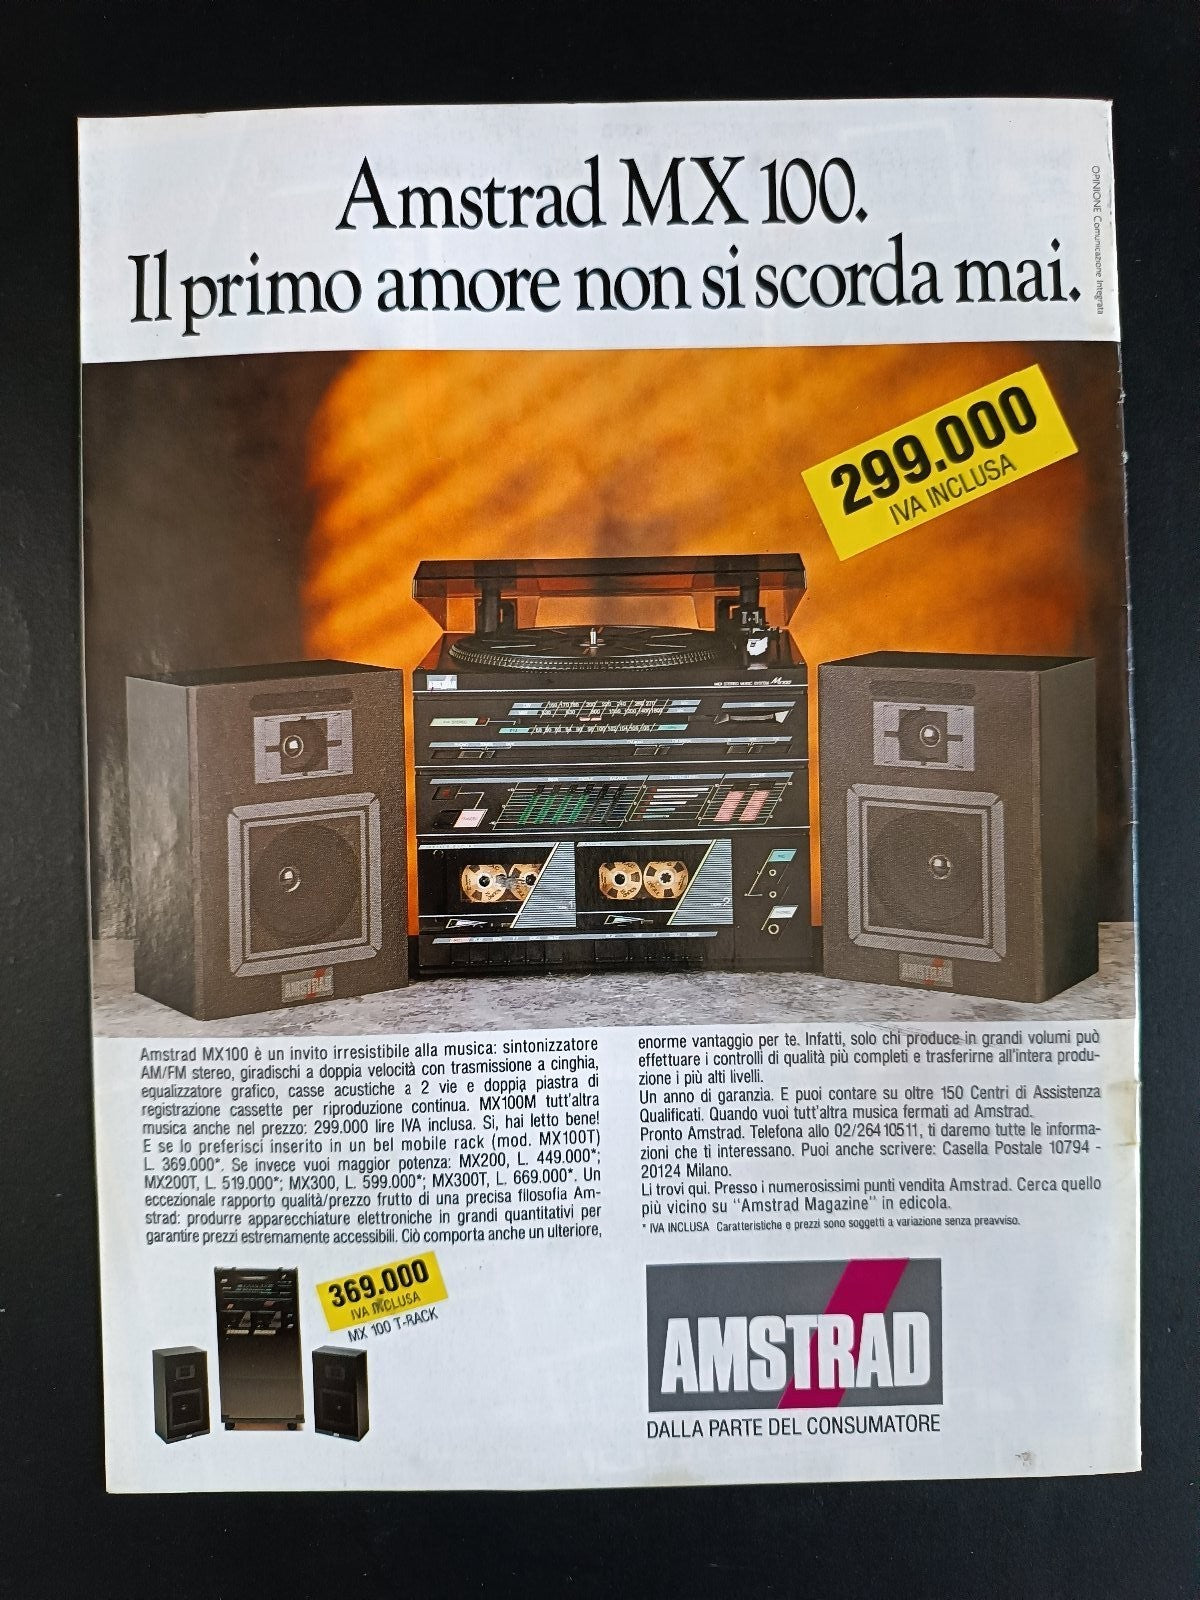 Amstrad MX 100.
Il primo amore non si scorda mai.
OPINIONE Comunicazione Integrata
299.000
IVA INCLUSA
AMSTRAD
AMSTRAD
Amstrad MX100 è un invito irresistibile alla musica: sintonizzatore
AM/FM stereo, giradischi a doppia velocità con trasmissione a cinghia,
equalizzatore grafico, casse acustiche a 2 vie e doppia piastra di
registrazione cassette per riproduzione continua. MX100M tutt'altra
musica anche nel prezzo: 299.000 lire IVA inclusa. Si, hai letto bene!
E se lo preferisci inserito in un bel mobile rack (mod. MX100T)
L. 369.000*. Se invece vuoi maggior potenza: MX200, L. 449.000*;
MX200T, L. 519.000*; MX300, L. 599.000*; MX300T, L. 669.000*. Un
eccezionale rapporto qualità/prezzo frutto di una precisa filosofia Am-
strad: produrre apparecchiature elettroniche in grandi quantitativi per
garantire prezzi estremamente accessibili. Ciò comporta anche un ulteriore,
enorme vantaggio per te. Infatti, solo chi produce in grandi volumi può
effettuare i controlli di qualità più completi e trasferirne all'intera produ-
zione i più alti livelli.
Un anno di garanzia. E puoi contare su oltre 150 Centri di Assistenza
Qualificati. Quando vuoi tutt'altra musica fermati ad Amstrad.
Pronto Amstrad. Telefona allo 02/26410511, ti daremo tutte le informa-
zioni che ti interessano. Puoi anche scrivere: Casella Postale 10794 -
20124 Milano.
Li trovi qui. Presso i numerosissimi punti vendita Amstrad. Cerca quello
più vicino su "Amstrad Magazine" in edicola.
* IVA INCLUSA Caratteristiche e prezzi sono soggetti a variazione senza preavviso.
369.000
IVA INCLUSA
MX 100 T-RACK
AMSTRAD
DALLA PARTE DEL CONSUMATORE